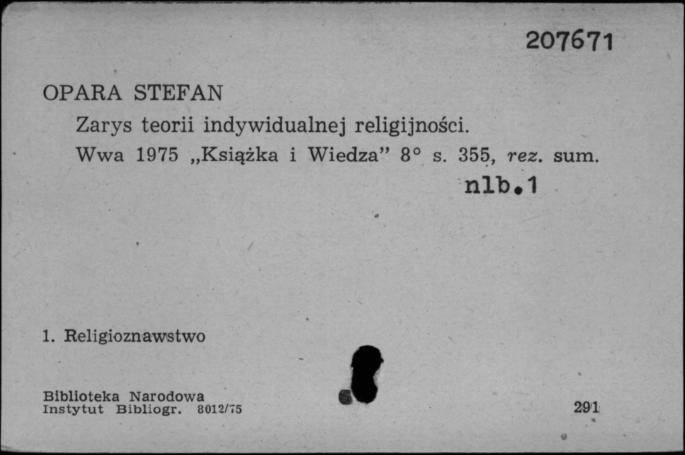 207671
OPARA STEFAN
Zarys teorii indywidualnej religijności.
Wwa 1975 „Książka i Wiedza” 8° s. 355, rez. sum.
nlb.1
1. Religioznawstwo
Biblioteka Narodowa
Instytut Bibliogr. 8012/75
291